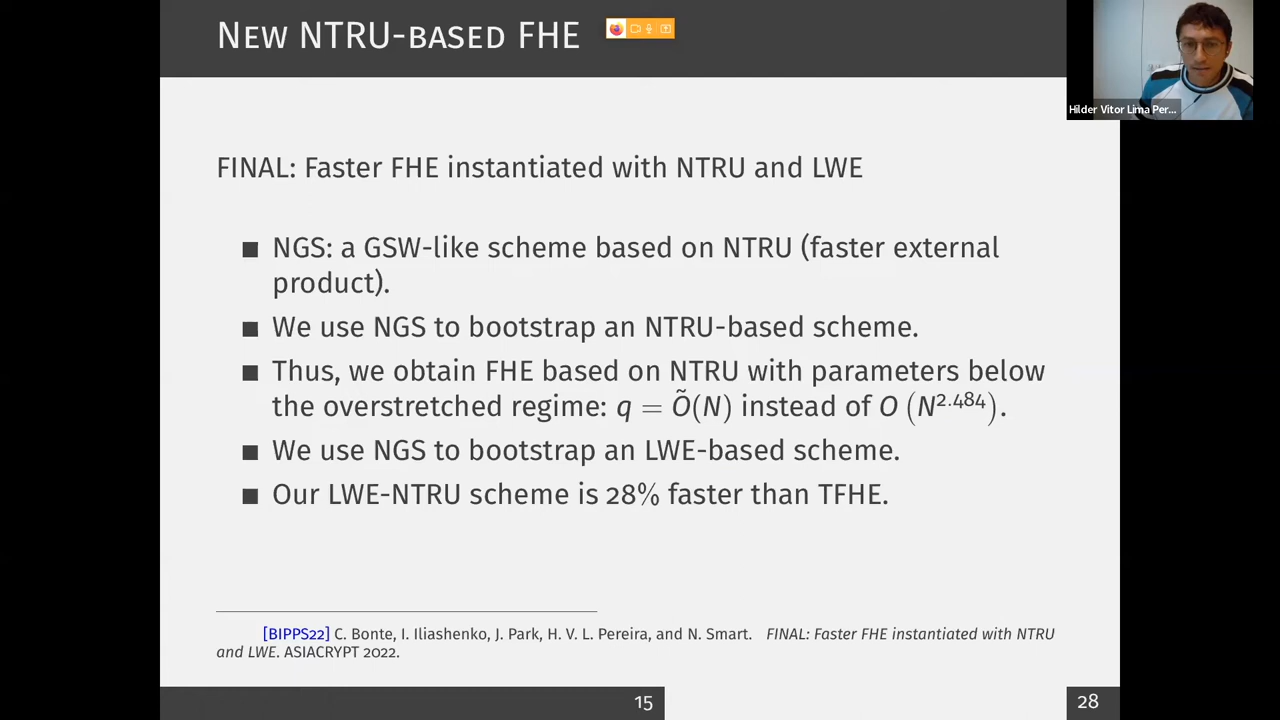 NEW NTRU-BASED FHE
Hilder Vitor Lima Per...
FINAL: Faster FHE instantiated with NTRU and LWE
■ NGS: a GSW-like scheme based on NTRU (faster external
product).
■ We use NGS to bootstrap an NTRU-based scheme.
■ Thus, we obtain FHE based on NTRU with parameters below
the overstretched regime: q = Õ(N) instead of O (N^2.484).
■ We use NGS to bootstrap an LWE-based scheme.
■ Our LWE-NTRU scheme is 28% faster than TFHE.
[BIPPS22] C. Bonte, I. Iliashenko, J. Park, H. V. L. Pereira, and N. Smart. FINAL: Faster FHE instantiated with NTRU
and LWE. ASIACRYPT 2022.
15
28